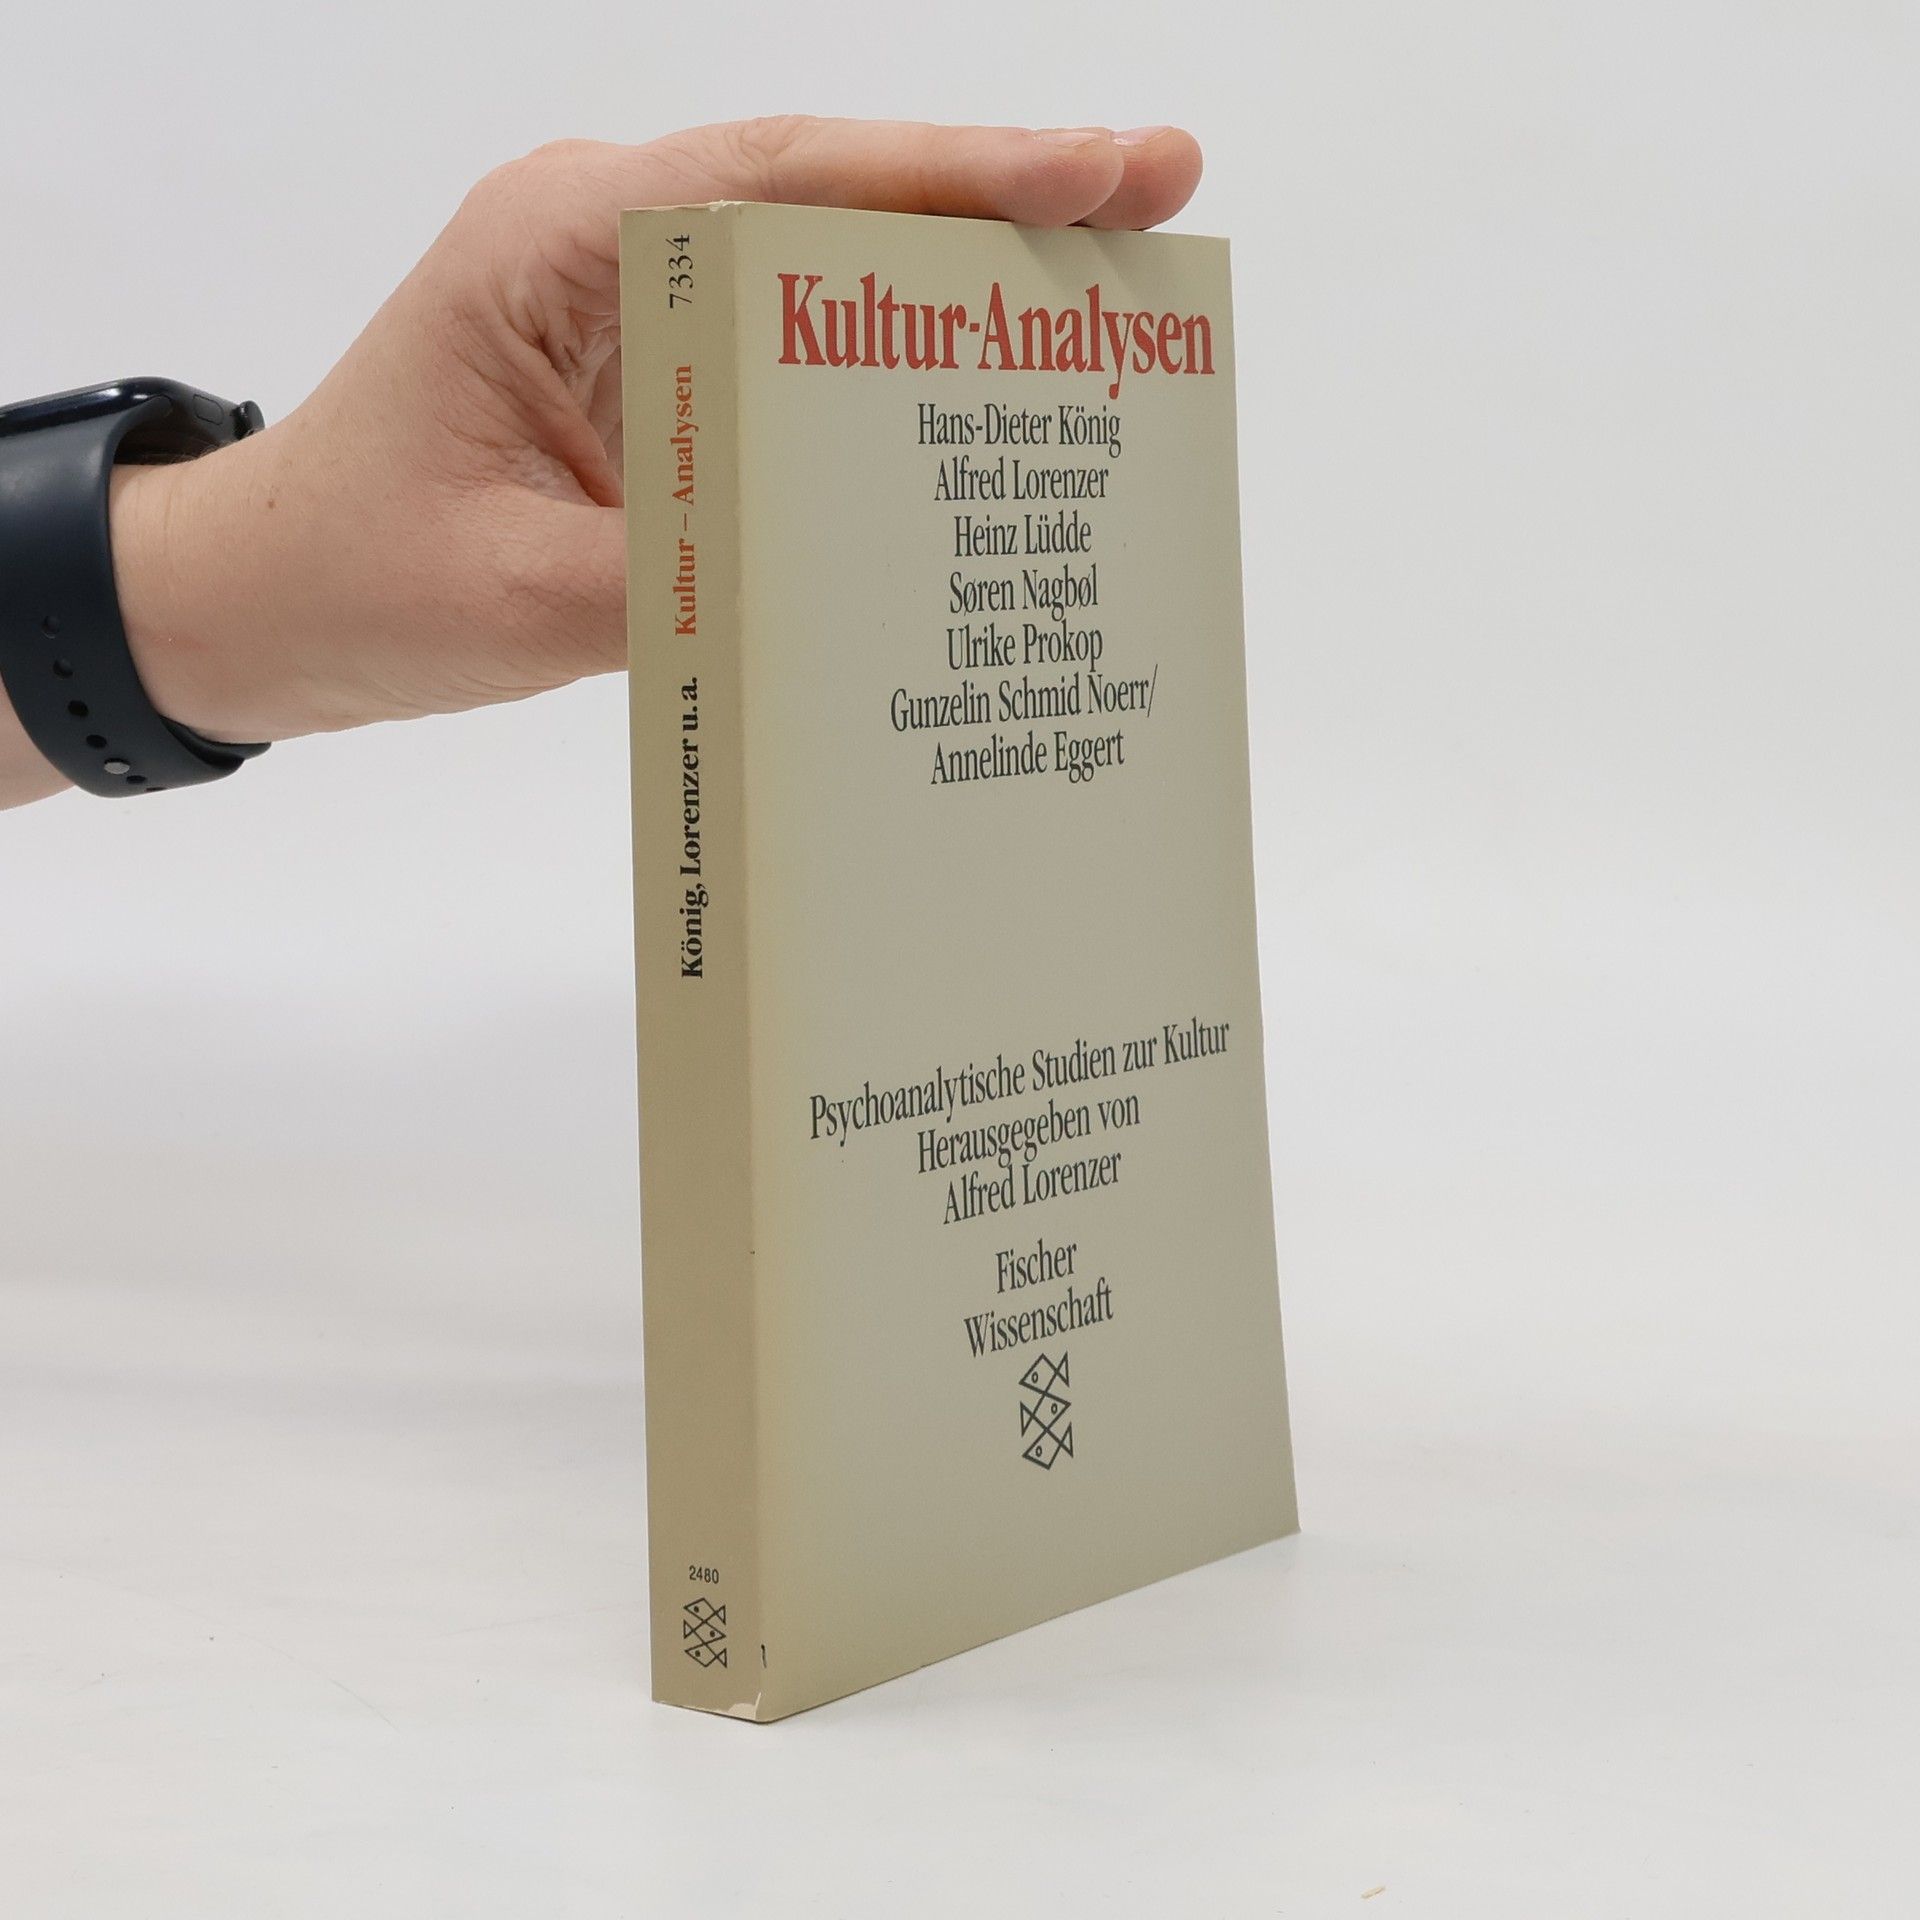 7334
Kultur – Analysen
König, Lorenzer u. a.
2480
Kultur-Analysen
Hans-Dieter König
Alfred Lorenzer
Heinz Lüdde
Søren Nagbøl
Ulrike Prokop
Gunzelin Schmid Noerr/
Annelinde Eggert
Psychoanalytische Studien zur Kultur
Herausgegeben von
Alfred Lorenzer
Fischer
Wissenschaft